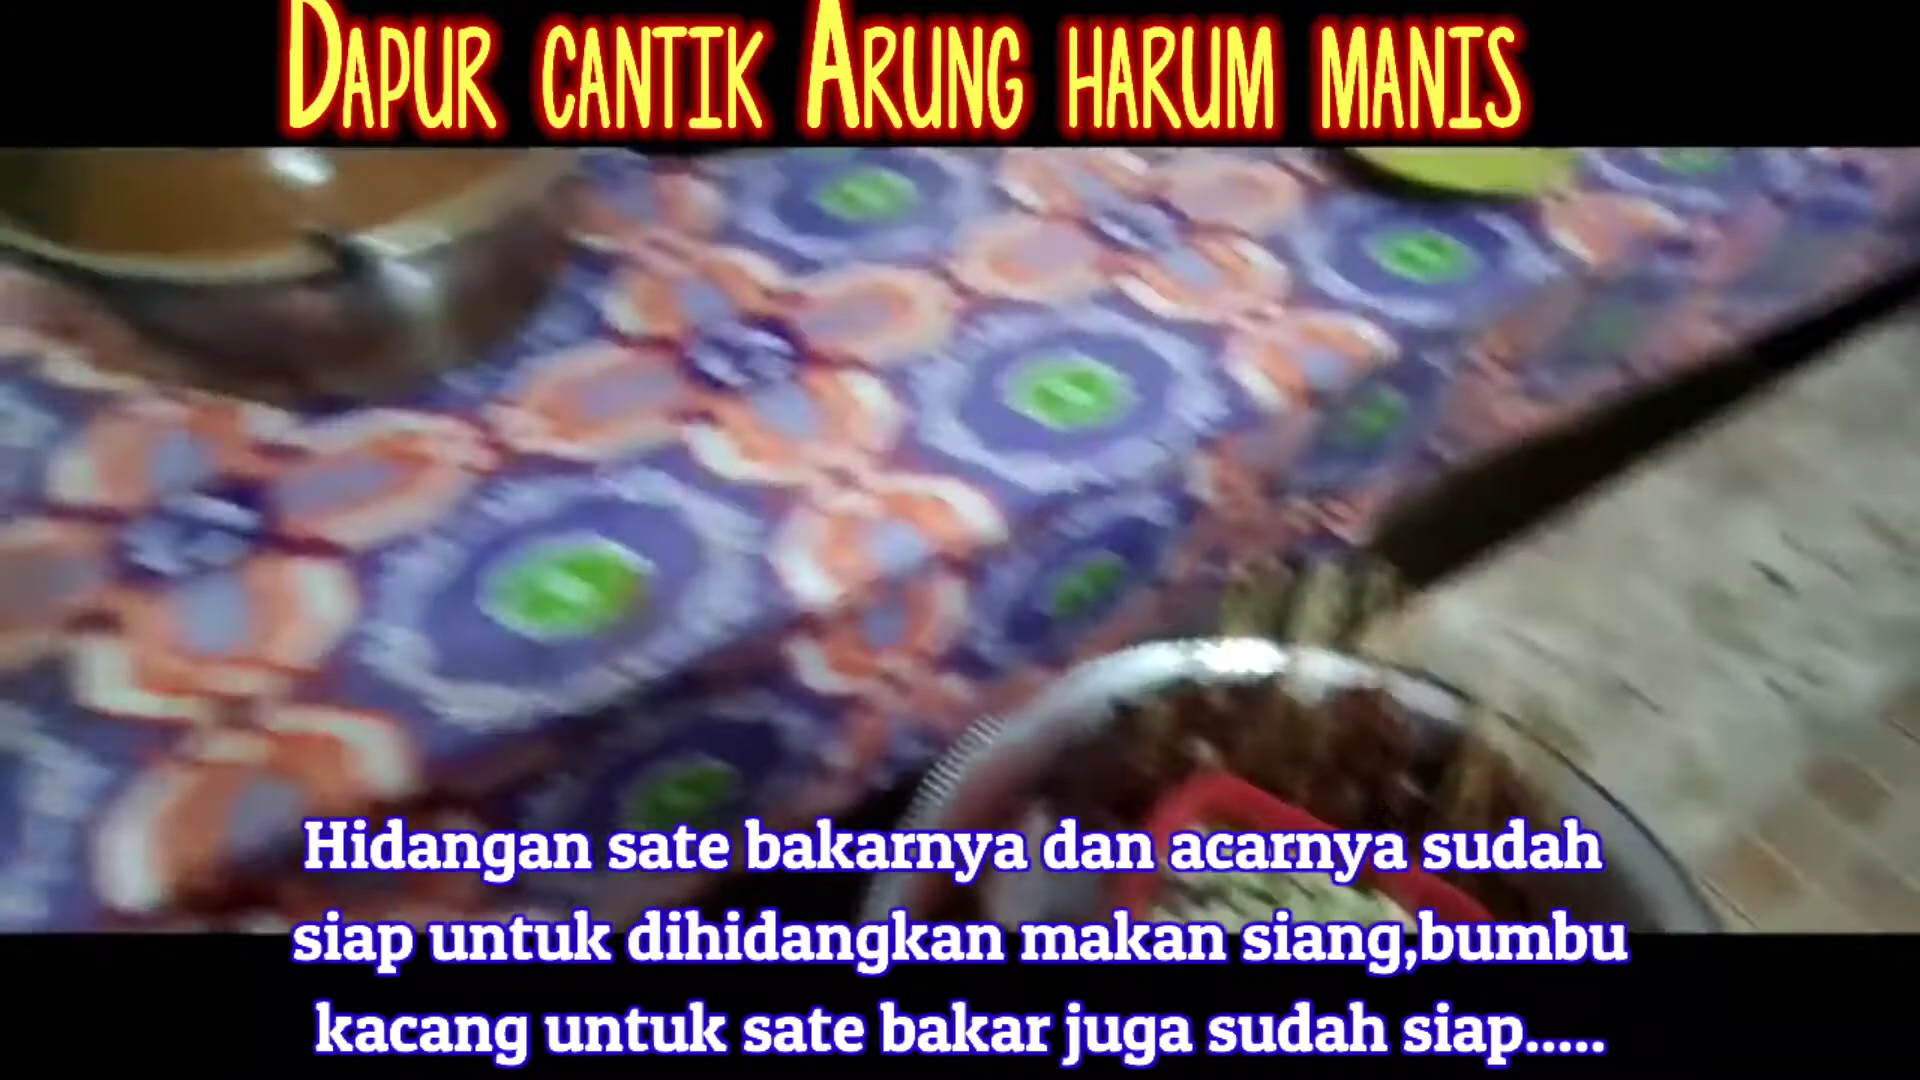 Dapur cantik Arung harum manis
Hidangan sate bakarnya dan acarnya sudah
siap untuk dihidangkan makan siang,bumbu
kacang untuk sate bakar juga sudah siap.....